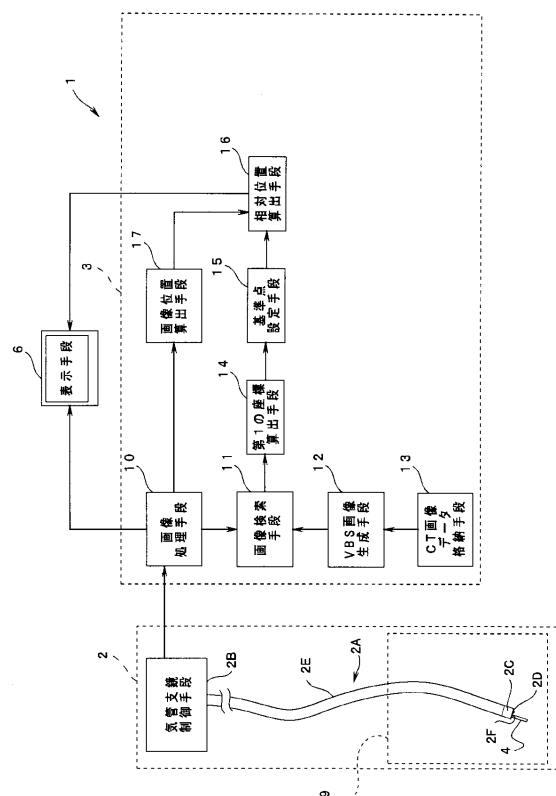 1
3
6
表示手段
16
相対位置
算出手段
17
画像位置
算出手段
15
基準点
設定手段
14
第1の座標
算出手段
10
画像
処理手段
11
画像検索
手段
12
VBS画像
生成手段
13
CT画像
データ
格納手段
2
気管支鏡
制御手段
2B
2A
2E
2C
2D
2F
4
9